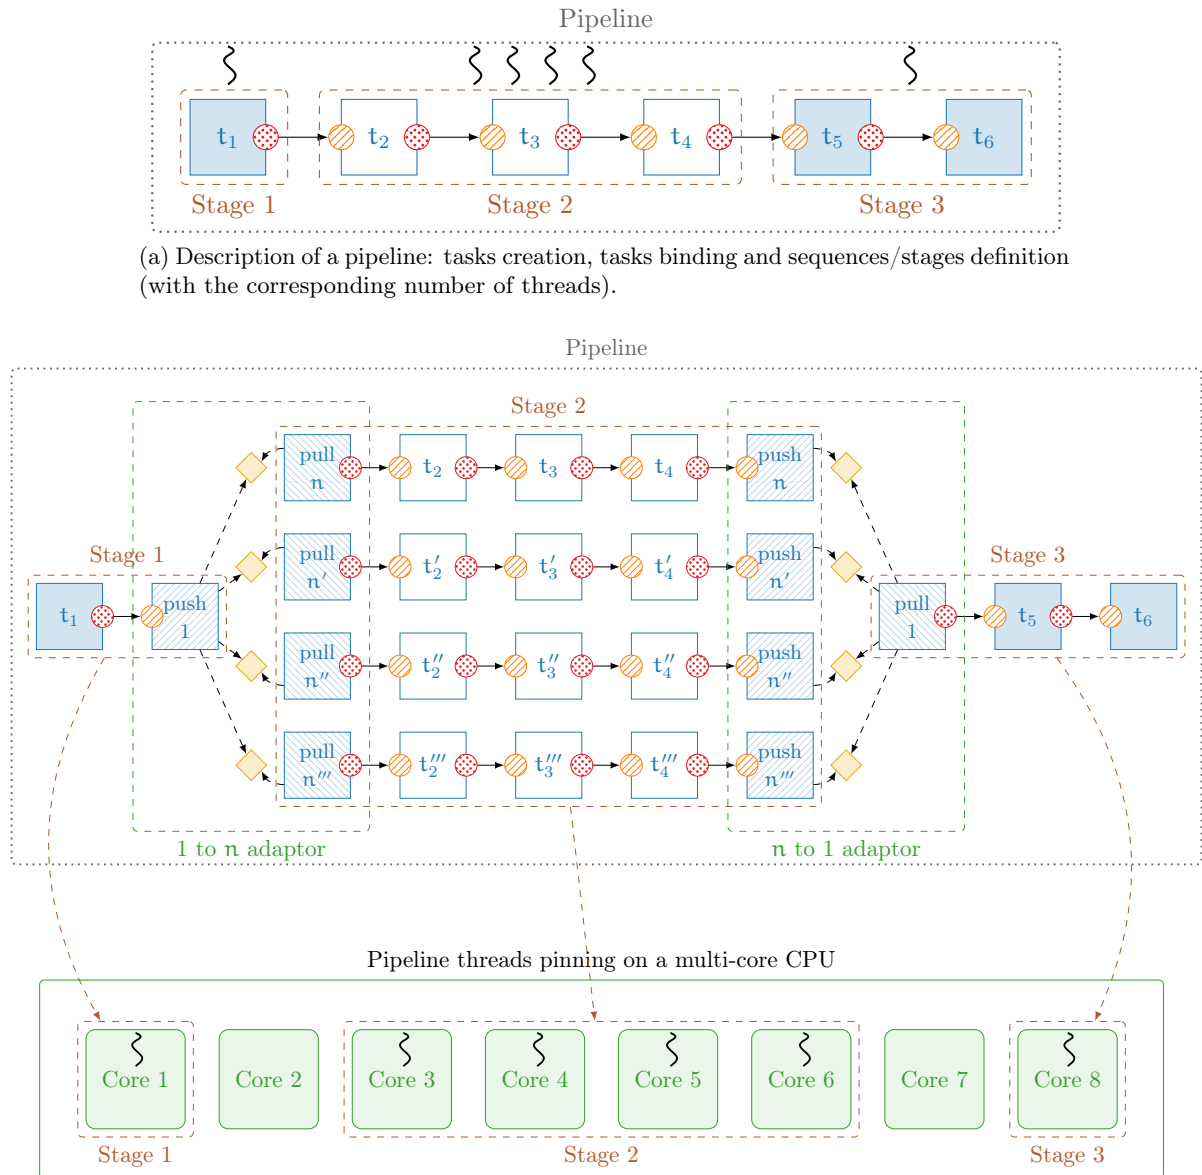 Pipeline
t1 t2 t3 t4 t5 t6
Stage 1 Stage 2 Stage 3
(a) Description of a pipeline: tasks creation, tasks binding and sequences/stages definition
(with the corresponding number of threads).
Pipeline
Stage 2
pull n t2 t3 t4 push n
Stage 1
pull n′ t′2 t′3 t′4 push n′
Stage 3
t1 push 1
pull 1 t5 t6
pull n″ t″2 t″3 t″4 push n″
pull n‴ t‴2 t‴3 t‴4 push n‴
1 to n adaptor n to 1 adaptor
Pipeline threads pinning on a multi-core CPU
Core 1 Core 2 Core 3 Core 4 Core 5 Core 6 Core 7 Core 8
Stage 1 Stage 2 Stage 3